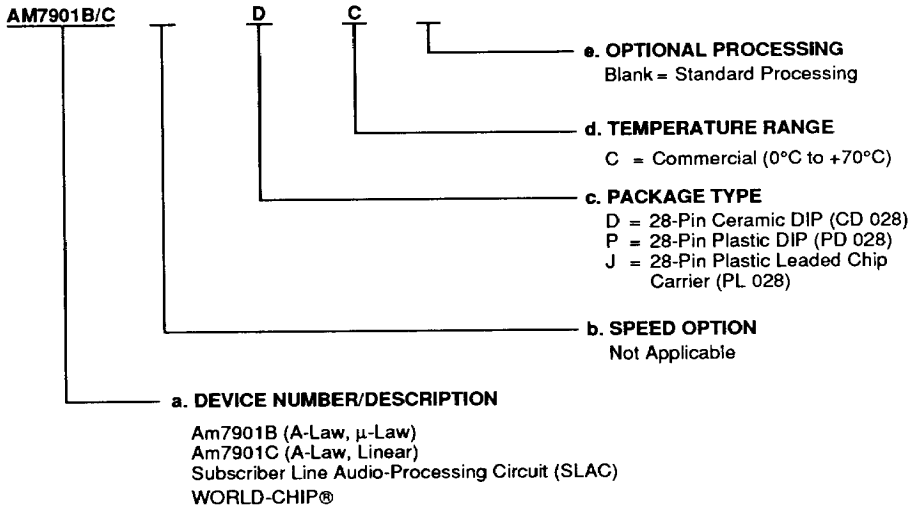 AM7901B/C D C
e. OPTIONAL PROCESSING
Blank = Standard Processing
d. TEMPERATURE RANGE
C = Commercial (0°C to +70°C)
c. PACKAGE TYPE
D = 28-Pin Ceramic DIP (CD 028)
P = 28-Pin Plastic DIP (PD 028)
J = 28-Pin Plastic Leaded Chip
Carrier (PL 028)
b. SPEED OPTION
Not Applicable
a. DEVICE NUMBER/DESCRIPTION
Am7901B (A-Law, μ-Law)
Am7901C (A-Law, Linear)
Subscriber Line Audio-Processing Circuit (SLAC)
WORLD-CHIP®